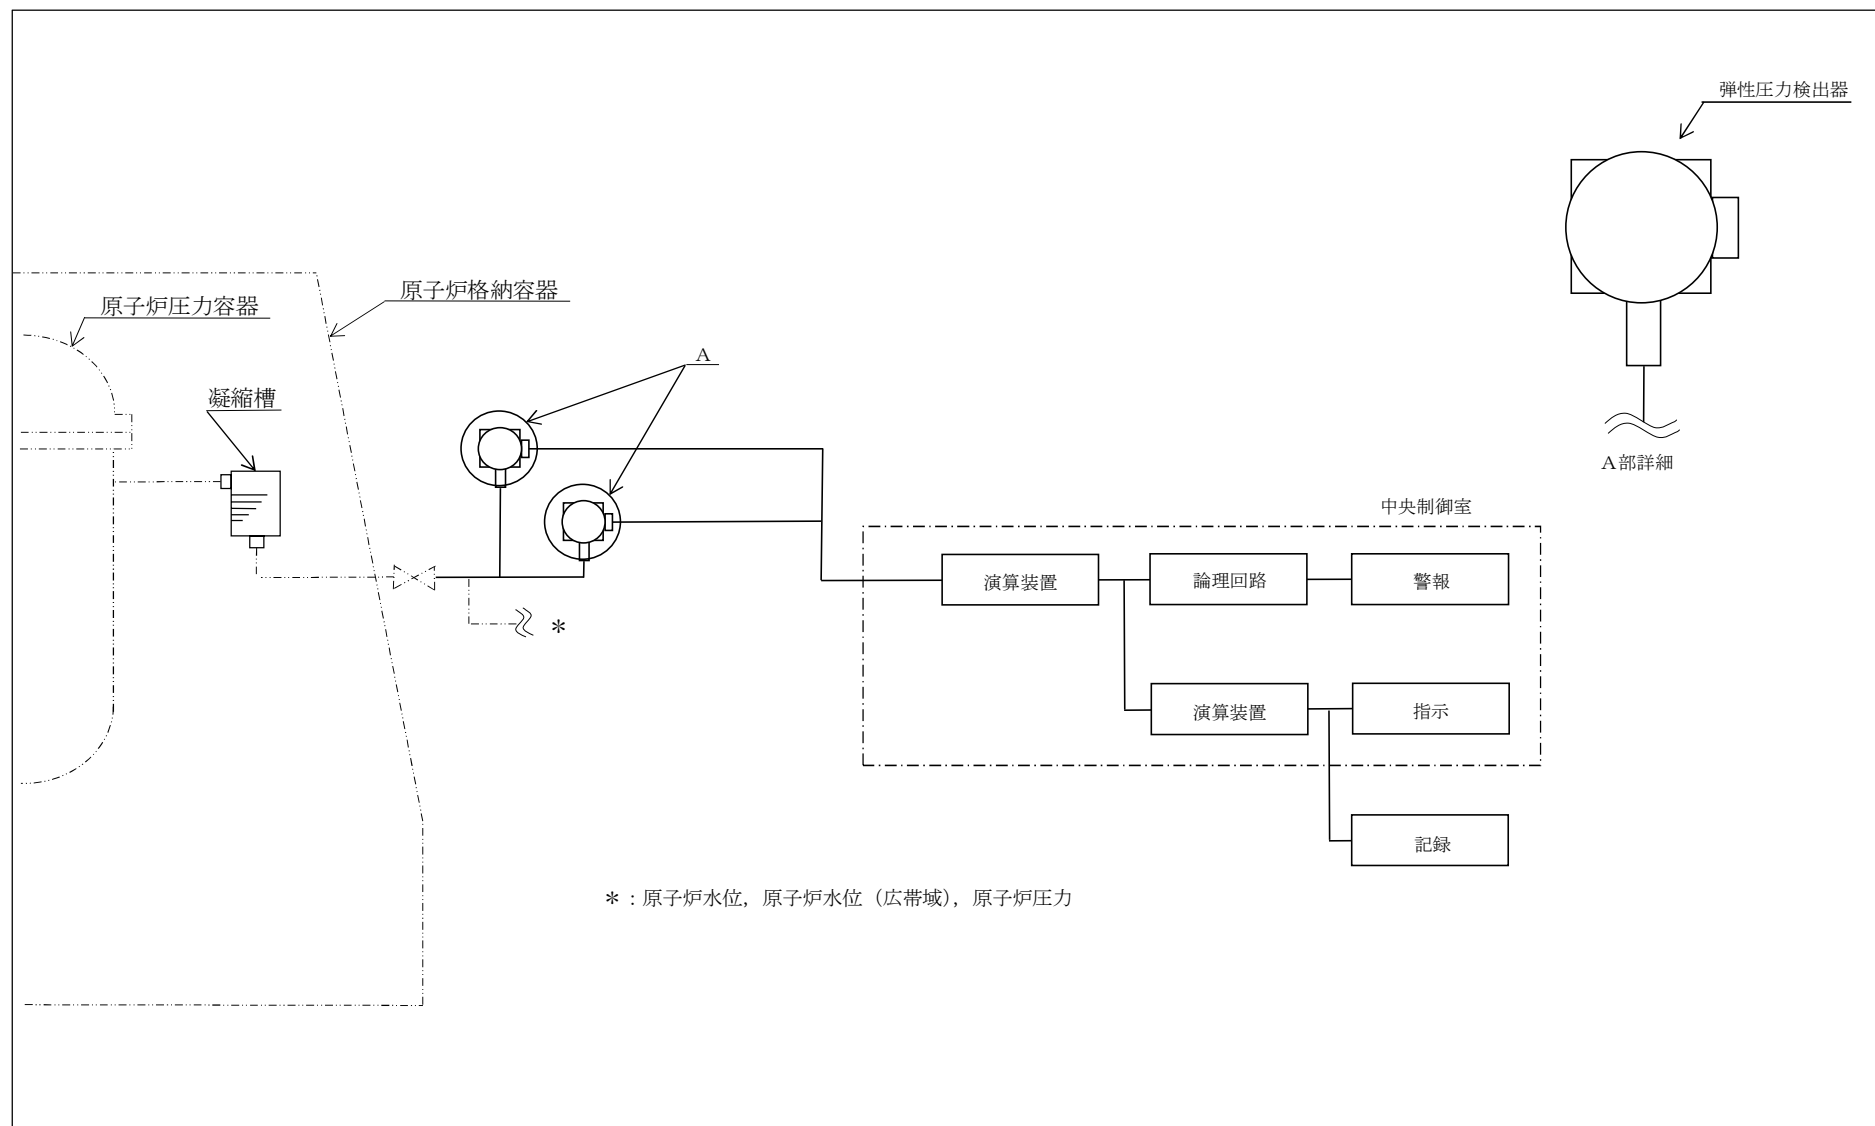 弾性圧力検出器
原子炉格納容器
原子炉圧力容器
A
凝縮槽
A部詳細
中央制御室
演算装置
論理回路
警報
*
演算装置
指示
記録
*：原子炉水位，原子炉水位（広帯域），原子炉圧力